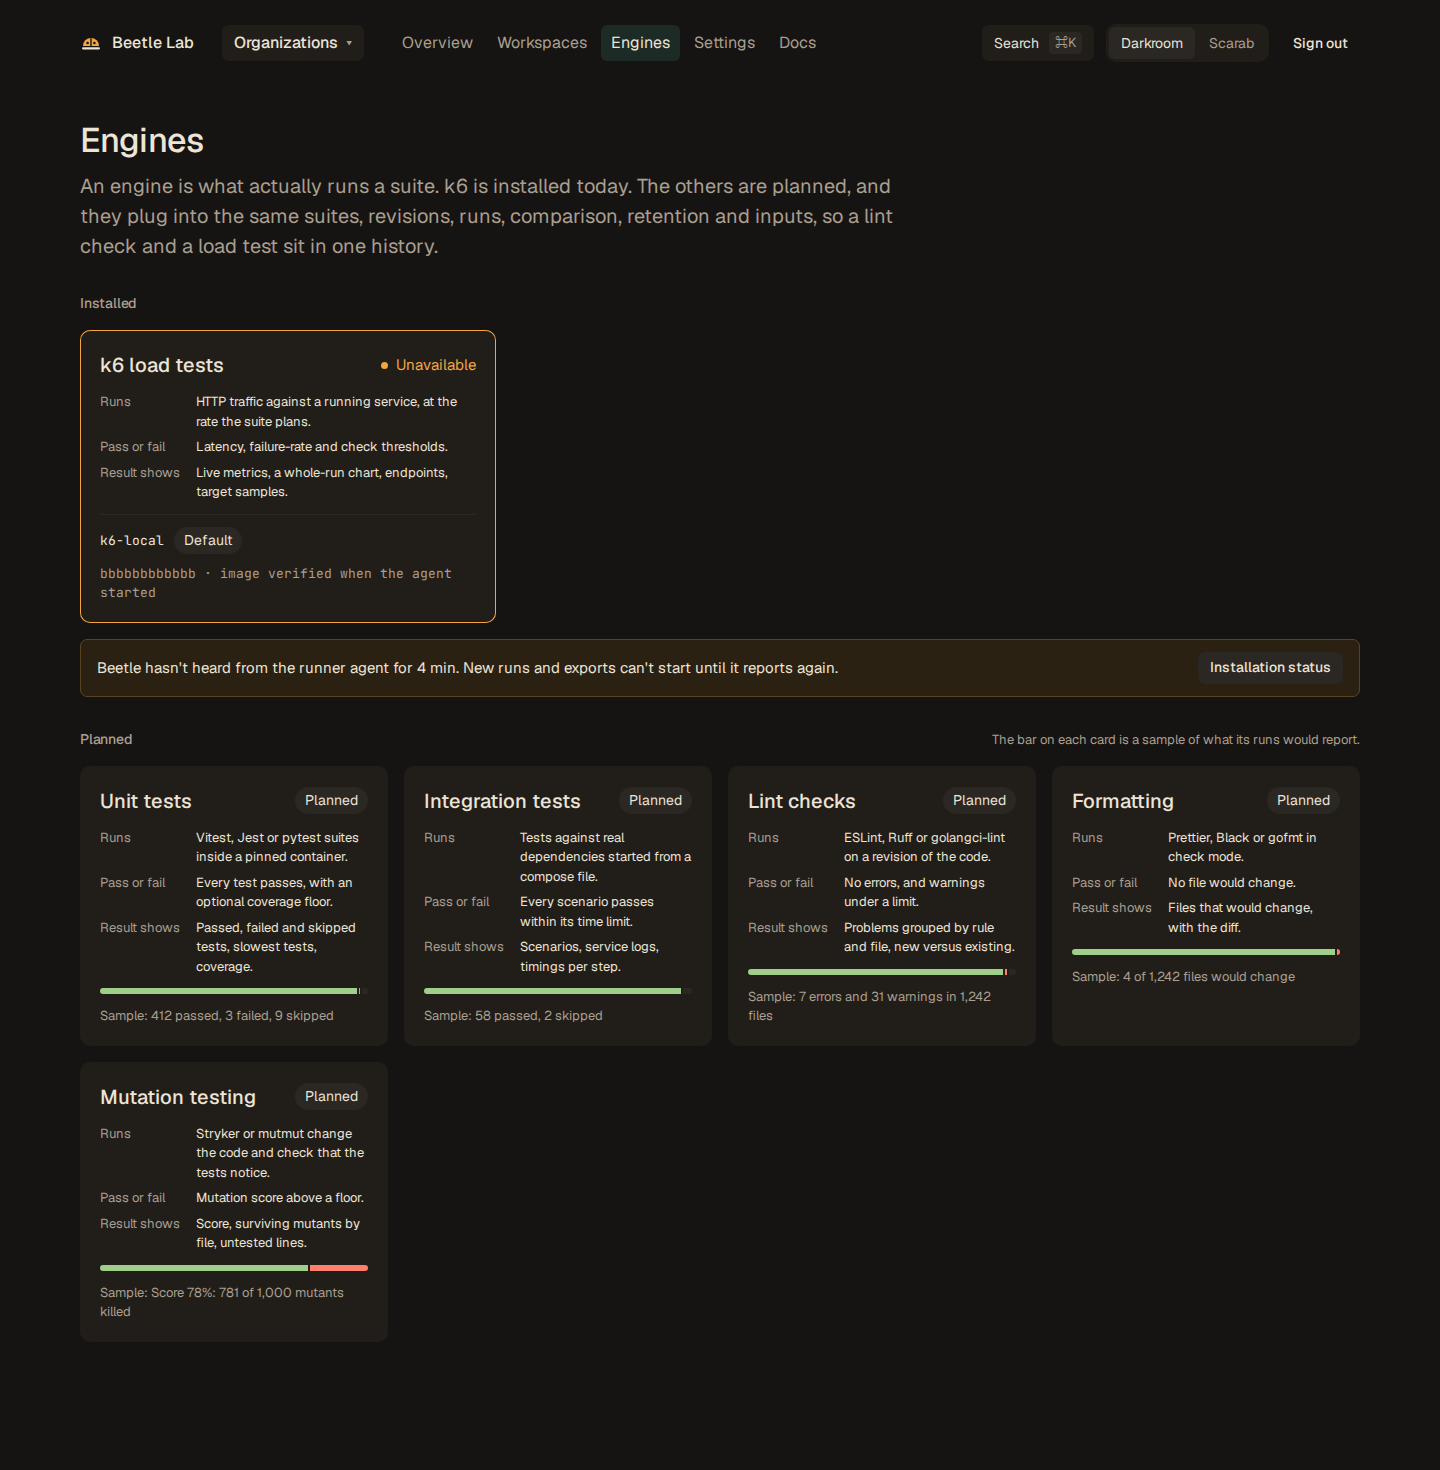 Beetle Lab
Organizations
Overview
Workspaces
Engines
Settings
Docs
Search ⌘K
Darkroom
Scarab
Sign out
Engines
An engine is what actually runs a suite. k6 is installed today. The others are planned, and
they plug into the same suites, revisions, runs, comparison, retention and inputs, so a lint
check and a load test sit in one history.
Installed
k6 load tests
Unavailable
Runs
HTTP traffic against a running service, at the
rate the suite plans.
Pass or fail
Latency, failure-rate and check thresholds.
Result shows
Live metrics, a whole-run chart, endpoints,
target samples.
k6-local
Default
bbbbbbbbbbbb · image verified when the agent
started
Beetle hasn't heard from the runner agent for 4 min. New runs and exports can't start until it reports again.
Installation status
Planned
The bar on each card is a sample of what its runs would report.
Unit tests
Planned
Runs
Vitest, Jest or pytest suites
inside a pinned container.
Pass or fail
Every test passes, with an
optional coverage floor.
Result shows
Passed, failed and skipped
tests, slowest tests,
coverage.
Sample: 412 passed, 3 failed, 9 skipped
Integration tests
Planned
Runs
Tests against real
dependencies started from a
compose file.
Pass or fail
Every scenario passes
within its time limit.
Result shows
Scenarios, service logs,
timings per step.
Sample: 58 passed, 2 skipped
Lint checks
Planned
Runs
ESLint, Ruff or golangci-lint
on a revision of the code.
Pass or fail
No errors, and warnings
under a limit.
Result shows
Problems grouped by rule
and file, new versus existing.
Sample: 7 errors and 31 warnings in 1,242
files
Formatting
Planned
Runs
Prettier, Black or gofmt in
check mode.
Pass or fail
No file would change.
Result shows
Files that would change,
with the diff.
Sample: 4 of 1,242 files would change
Mutation testing
Planned
Runs
Stryker or mutmut change
the code and check that the
tests notice.
Pass or fail
Mutation score above a floor.
Result shows
Score, surviving mutants by
file, untested lines.
Sample: Score 78%: 781 of 1,000 mutants
killed